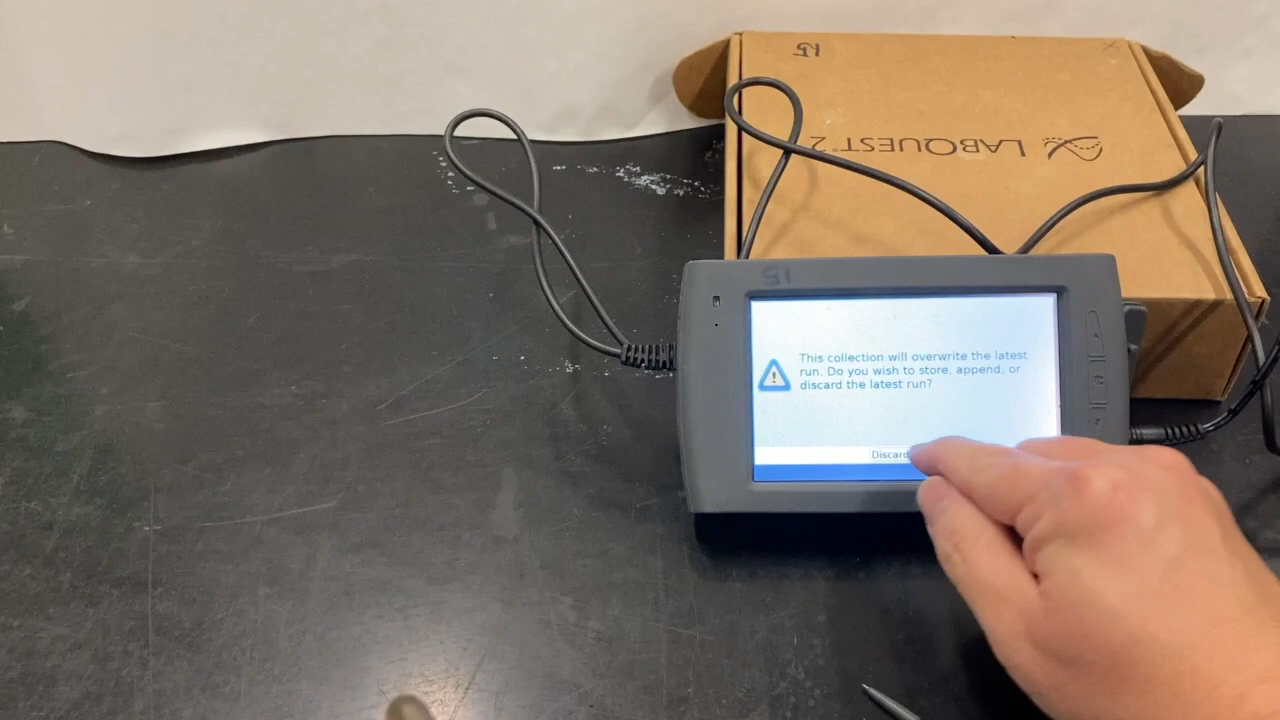 15
LABQUEST® 2
15
This collection will overwrite the latest
run. Do you wish to store, append, or
discard the latest run?
Discard